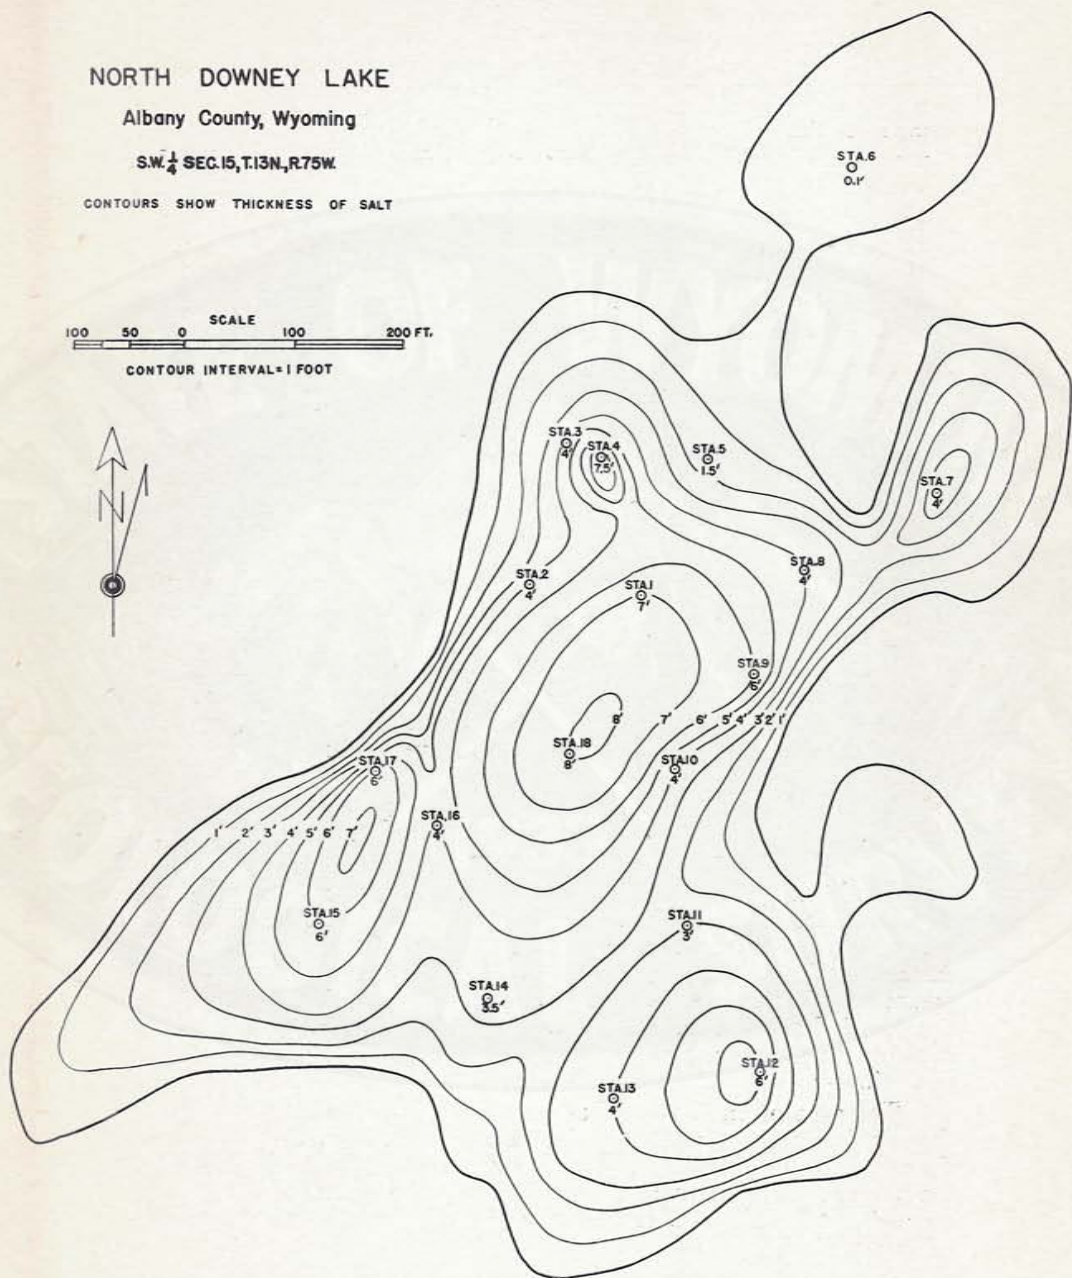 NORTH DOWNEY LAKE
Albany County, Wyoming
S.W. 1/4 SEC. 15, T. 13N., R. 75W.
CONTOURS SHOW THICKNESS OF SALT
SCALE
100 50 0 100 200 FT.
CONTOUR INTERVAL = 1 FOOT
N
STA. 6
0.1'
STA. 3
4'
STA. 4
7.5'
STA. 5
1.5'
STA. 7
4'
STA. 2
4'
STA. 1
7'
STA. 8
4'
STA. 9
6'
8' 7' 6' 5' 4' 3' 2' 1'
STA. 18
8'
STA. 10
4'
STA. 17
6'
STA. 16
4'
1' 2' 3' 4' 5' 6' 7'
STA. 15
6'
STA. 11
3'
STA. 14
3.5'
STA. 12
6'
STA. 13
4'